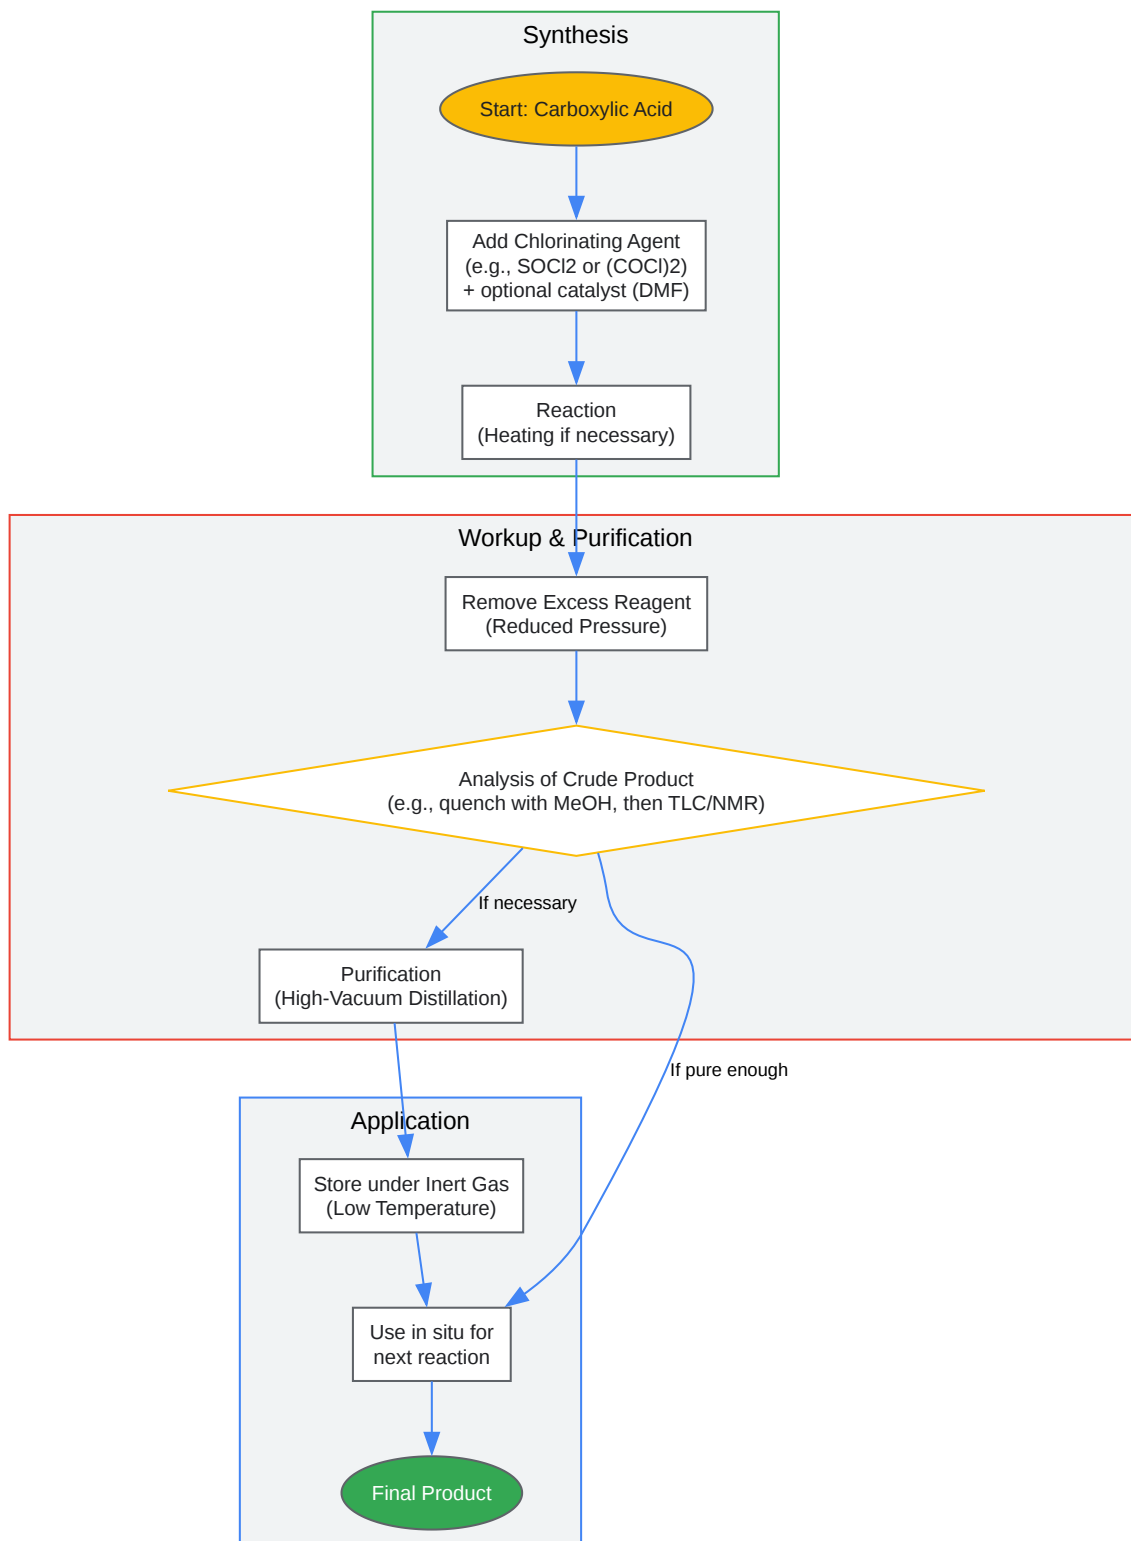 Synthesis
Start: Carboxylic Acid
Add Chlorinating Agent
(e.g., SOCl2 or (COCl)2)
+ optional catalyst (DMF)
Reaction
(Heating if necessary)
Workup & Purification
Remove Excess Reagent
(Reduced Pressure)
Analysis of Crude Product
(e.g., quench with MeOH, then TLC/NMR)
If necessary
Purification
(High-Vacuum Distillation)
If pure enough
Application
Store under Inert Gas
(Low Temperature)
Use in situ for
next reaction
Final Product